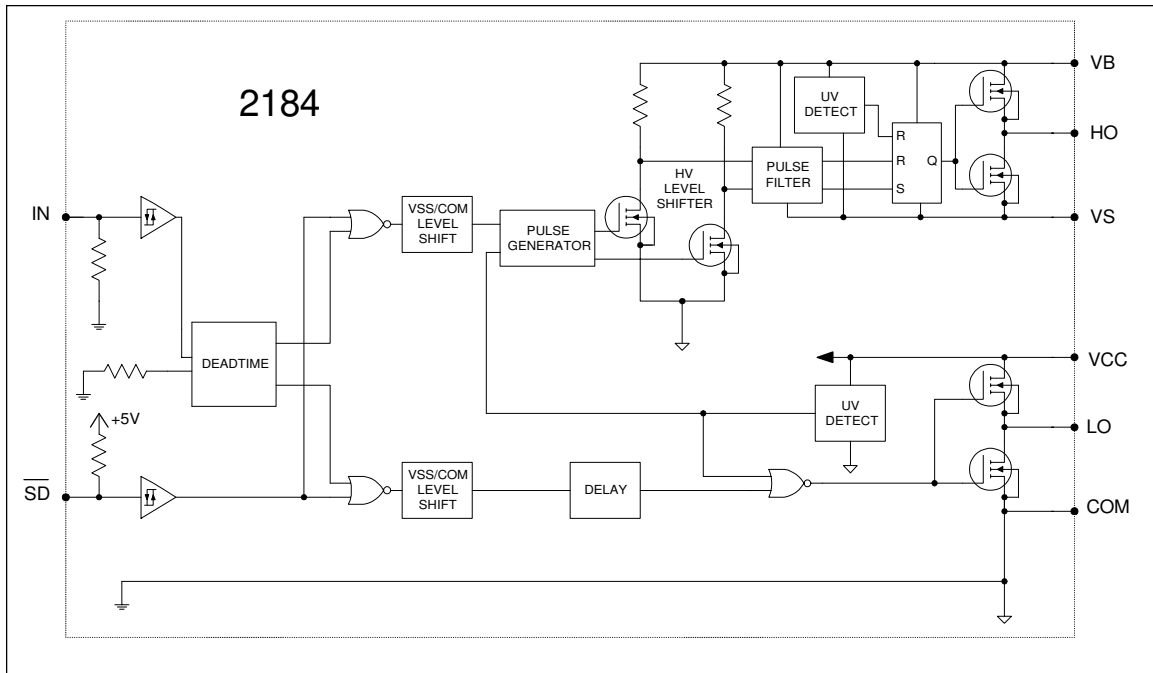 2184
VB
UV
DETECT
HO
R
R
Q
S
PULSE
FILTER
HV
LEVEL
SHIFTER
IN
VSS/COM
LEVEL
SHIFT
PULSE
GENERATOR
VS
DEADTIME
VCC
+5V
UV
DETECT
LO
SD
VSS/COM
LEVEL
SHIFT
DELAY
COM